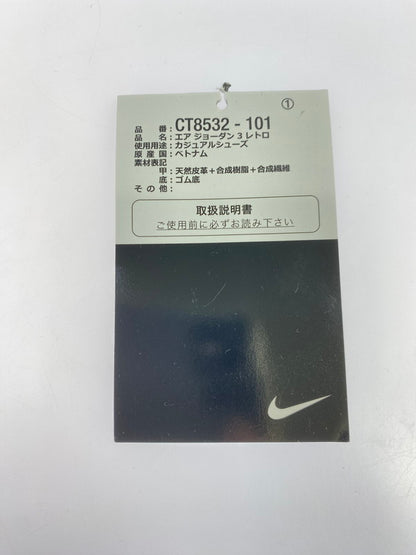 ①
品番：CT8532 - 101
品名：エア ジョーダン 3 レトロ
使用用途：カジュアルシューズ
原産国：ベトナム
素材表記
甲：天然皮革＋合成樹脂＋合成繊維
底：ゴム底
その他：
取扱説明書
ご使用前に必ずお読み下さい